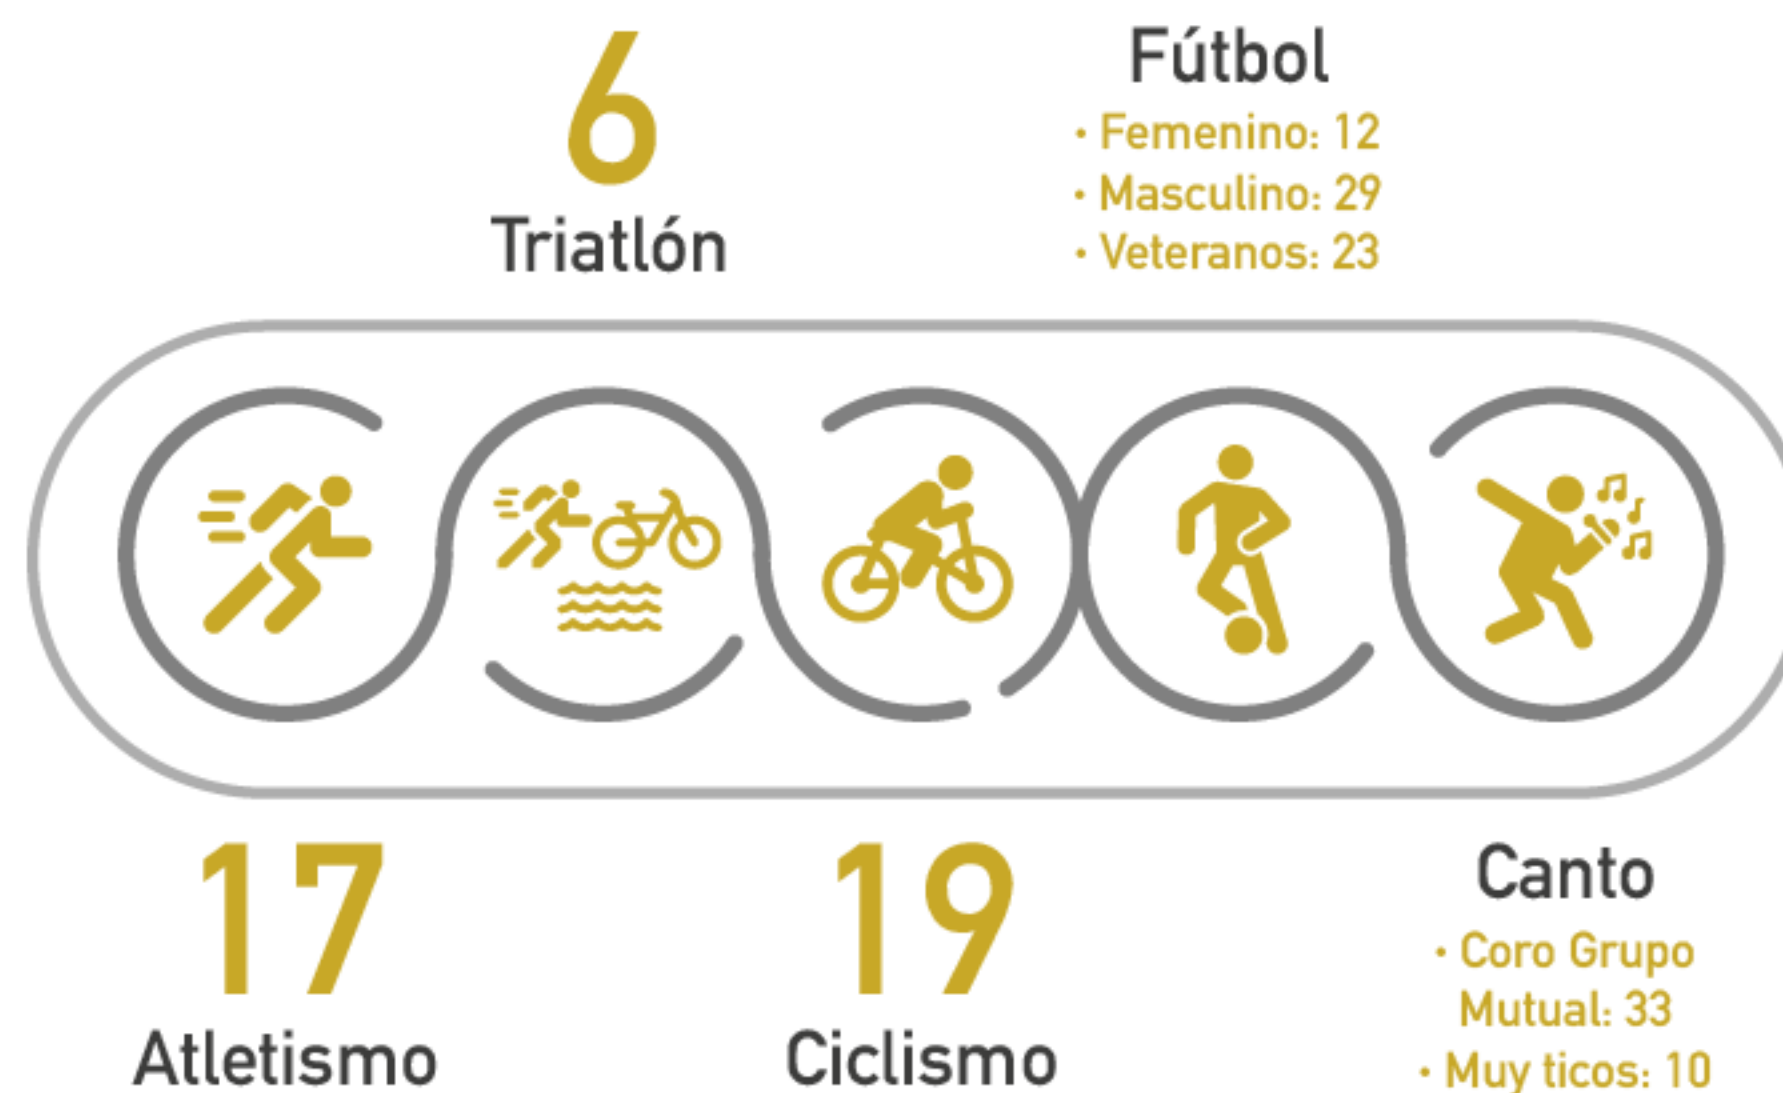 6
Triatlón
Fútbol
• Femenino: 12
• Masculino: 29
• Veteranos: 23
17
Atletismo
19
Ciclismo
Canto
• Coro Grupo
Mutual: 33
• Muy ticos: 10